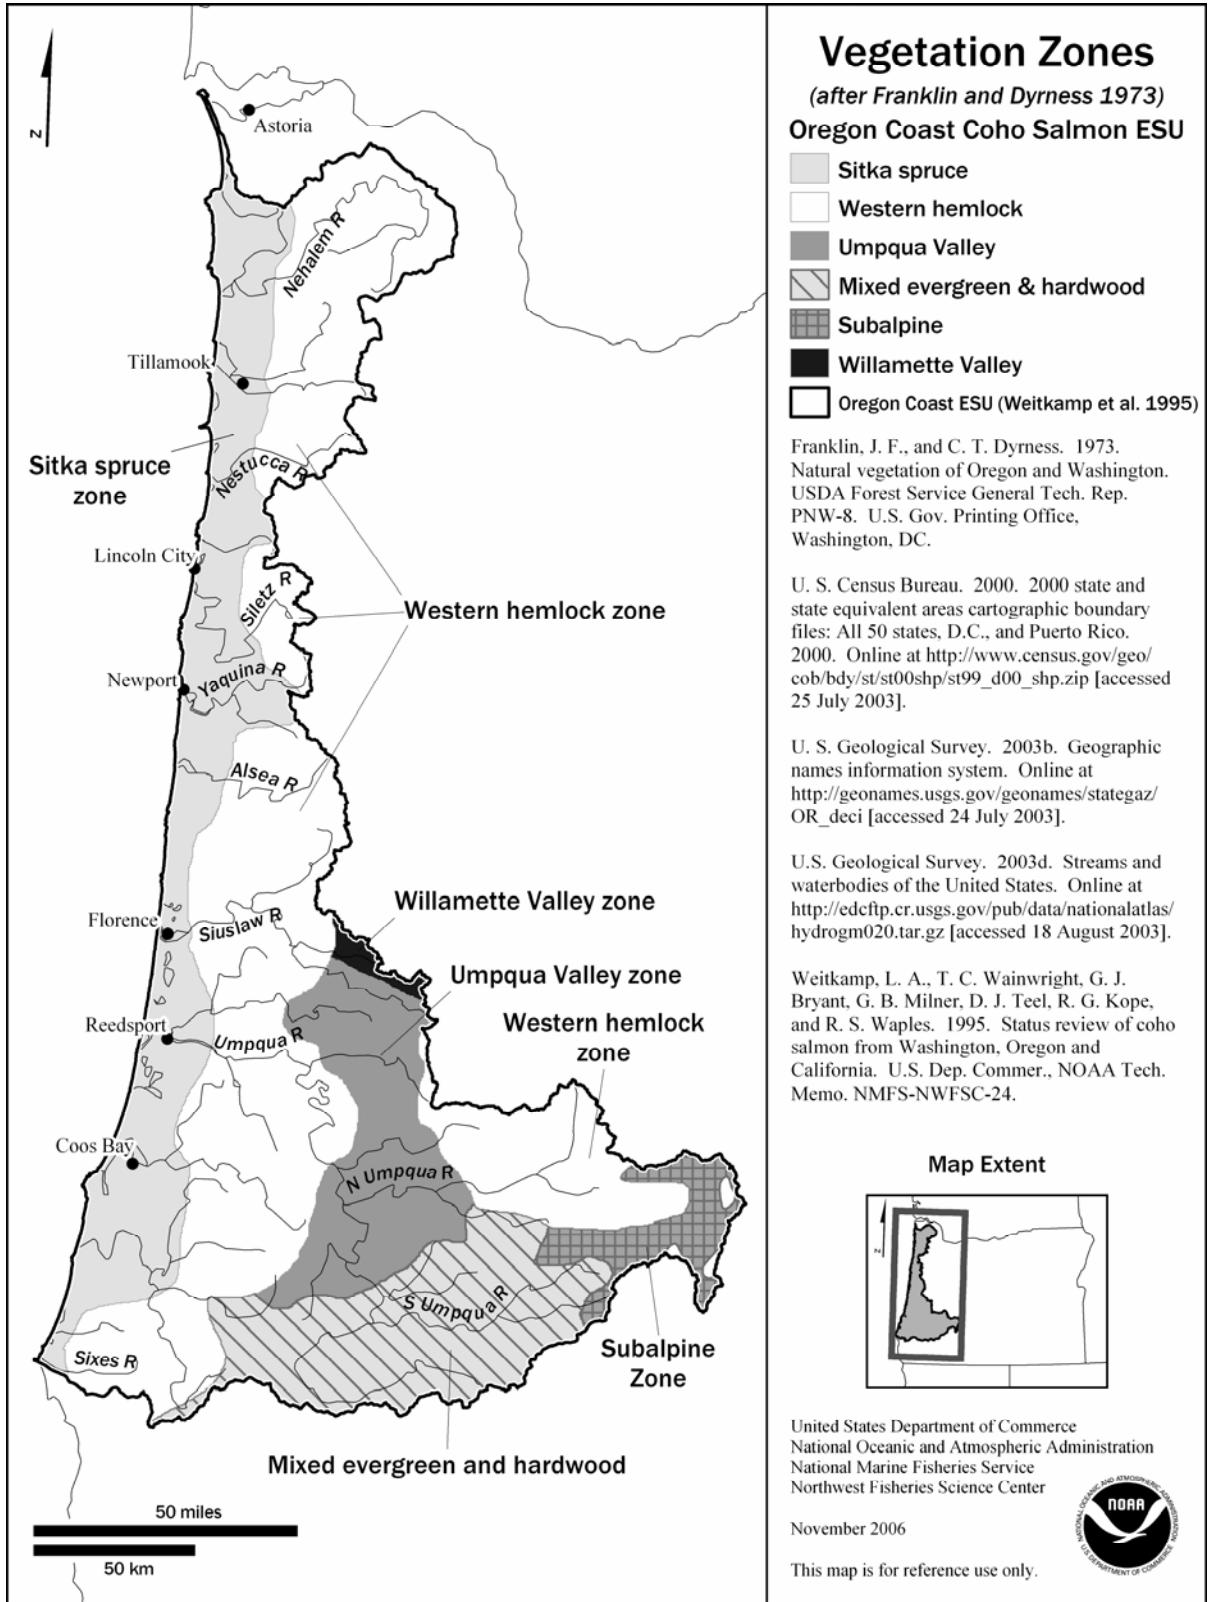 Vegetation Zones
(after Franklin and Dyrness 1973)
Oregon Coast Coho Salmon ESU
Sitka spruce
Western hemlock
Umpqua Valley
Mixed evergreen & hardwood
Subalpine
Willamette Valley
Oregon Coast ESU (Weitkamp et al. 1995)
Franklin, J. F., and C. T. Dyrness.  1973.
Natural vegetation of Oregon and Washington.
USDA Forest Service General Tech. Rep.
PNW-8.  U.S. Gov. Printing Office,
Washington, DC.
U. S. Census Bureau.  2000.  2000 state and
state equivalent areas cartographic boundary
files: All 50 states, D.C., and Puerto Rico.
2000.  Online at http://www.census.gov/geo/
cob/bdy/st/st00shp/st99_d00_shp.zip [accessed
25 July 2003].
U. S. Geological Survey.  2003b.  Geographic
names information system.  Online at
http://geonames.usgs.gov/geonames/stategaz/
OR_deci [accessed 24 July 2003].
U.S. Geological Survey.  2003d.  Streams and
waterbodies of the United States.  Online at
http://edcftp.cr.usgs.gov/pub/data/nationalatlas/
hydrogm020.tar.gz [accessed 18 August 2003].
Weitkamp, L. A., T. C. Wainwright, G. J.
Bryant, G. B. Milner, D. J. Teel, R. G. Kope,
and R. S. Waples.  1995.  Status review of coho
salmon from Washington, Oregon and
California.  U.S. Dep. Commer., NOAA Tech.
Memo. NMFS-NWFSC-24.
Map Extent
N
United States Department of Commerce
National Oceanic and Atmospheric Administration
National Marine Fisheries Service
Northwest Fisheries Science Center
November 2006
This map is for reference use only.
NATIONAL OCEANIC AND ATMOSPHERIC ADMINISTRATION
NOAA
U.S. DEPARTMENT OF COMMERCE
N
Astoria
Nehalem R
Tillamook
Sitka spruce
zone
Nestucca R
Lincoln City
Siletz R
Western hemlock zone
Newport
Yaquina R
Alsea R
Willamette Valley zone
Florence
Siuslaw R
Umpqua Valley zone
Reedsport
Umpqua R
Western hemlock
zone
Coos Bay
N Umpqua R
S Umpqua R
Sixes R
Subalpine
Zone
Mixed evergreen and hardwood
50 miles
50 km